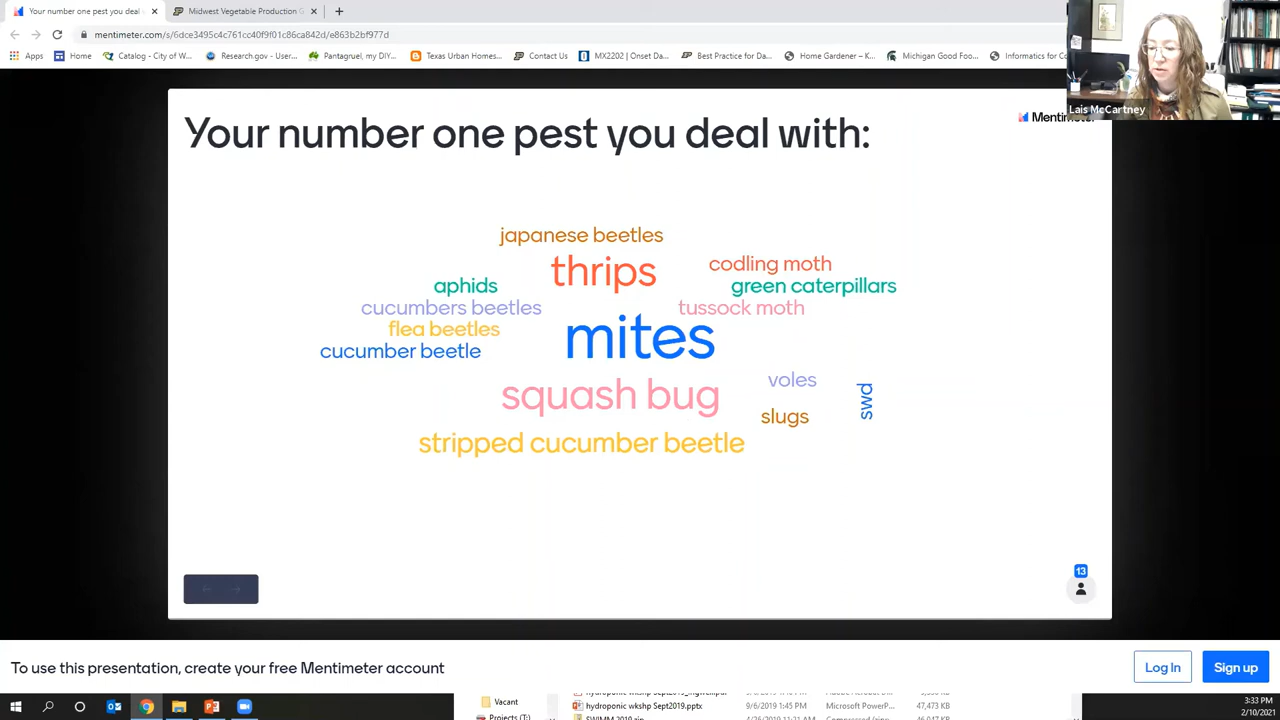 Your number one pest you deal wi
Midwest Vegetable Production G
mentimeter.com/s/6dce3495c4c761cc40f9f01c86ca842d/e863b2bf977d
Apps
Home
Catalog - City of W...
Research.gov - User...
Pantagruel, my DIY...
Texas Urban Homes...
Contact Us
MX2202 | Onset Da...
Best Practice for Da...
Home Gardener – K...
Michigan Good Foo...
Informatics for Co
Lais McCartney
Mentimeter
Your number one pest you deal with:
japanese beetles
thrips
codling moth
aphids
green caterpillars
cucumbers beetles
tussock moth
flea beetles
mites
cucumber beetle
voles
swd
squash bug
slugs
stripped cucumber beetle
13
To use this presentation, create your free Mentimeter account
Log In
Sign up
Vacant
Projects (T:)
hydroponic wkshp Sept2019.pptx
9/6/2019 1:45 PM
Microsoft PowerP...
47,473 KB
3:33 PM
2/10/2021